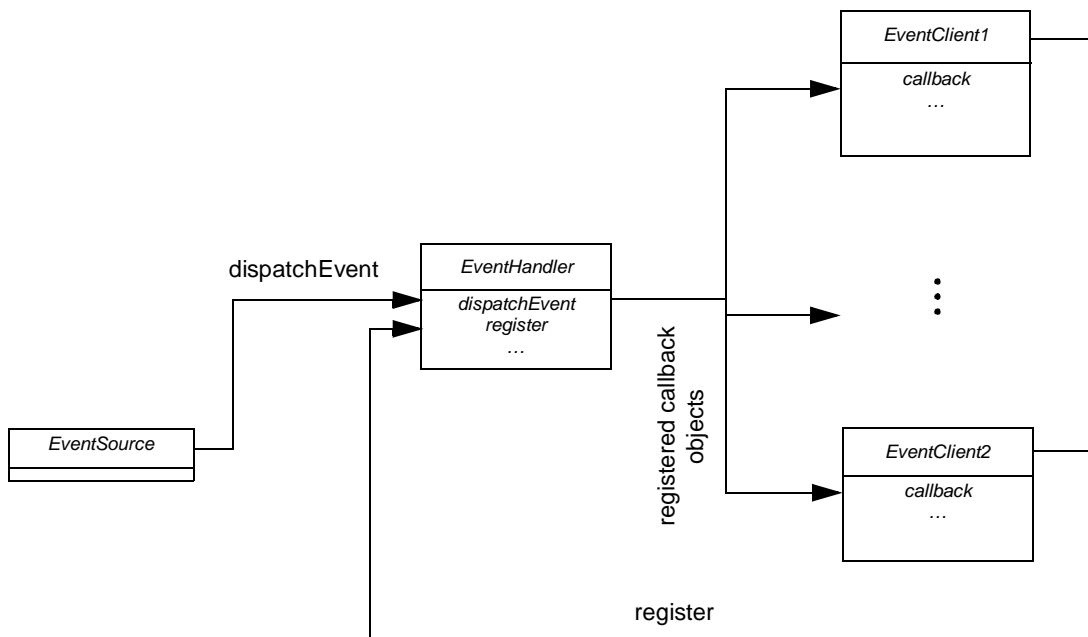 EventClient1
callback
…
dispatchEvent
EventHandler
dispatchEvent
register
…
registered callback
objects
EventSource
EventClient2
callback
…
register